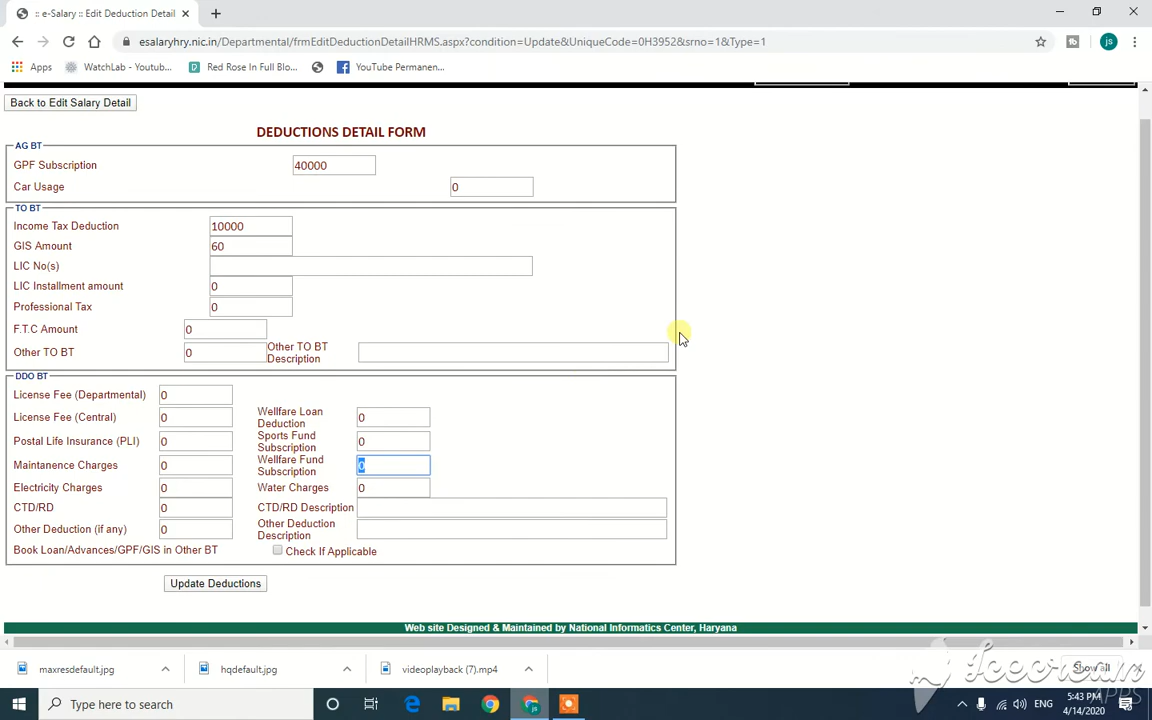 :: e-Salary :: Edit Deduction Detail
esalaryhry.nic.in/Departmental/frmEditDeductionDetailHRMS.aspx?condition=Update&UniqueCode=0H3952&srno=1&Type=1
js
Apps WatchLab - Youtub... Red Rose In Full Blo... YouTube Permanen...
Back to Edit Salary Detail
DEDUCTIONS DETAIL FORM
AG BT
GPF Subscription 40000
Car Usage 0
TO BT
Income Tax Deduction 10000
GIS Amount 60
LIC No(s)
LIC Installment amount 0
Professional Tax 0
F.T.C Amount 0
Other TO BT 0 Other TO BT Description
DDO BT
License Fee (Departmental) 0
License Fee (Central) 0 Wellfare Loan Deduction 0
Postal Life Insurance (PLI) 0 Sports Fund Subscription 0
Maintanence Charges 0 Wellfare Fund Subscription 0
Electricity Charges 0 Water Charges 0
CTD/RD 0 CTD/RD Description
Other Deduction (if any) 0 Other Deduction Description
Book Loan/Advances/GPF/GIS in Other BT Check If Applicable
Update Deductions
Web site Designed & Maintained by National Informatics Center, Haryana
maxresdefault.jpg hqdefault.jpg videoplayback (7).mp4 Show all
Icecream
APPS
Type here to search ENG 5:43 PM
4/14/2020